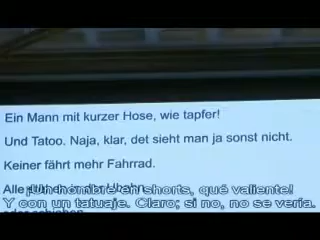 Ein Mann mit kurzer Hose, wie tapfer!
Und Tatoo. Naja, klar, det sieht man ja sonst nicht.
Keiner fährt mehr Fahrrad.
Alle
¡Un hombre en shorts, qué valiente!
Y con un tatuaje. Claro; si no, no se vería.